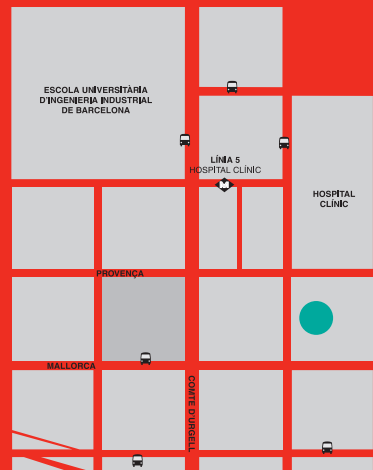 ESCOLA UNIVERSITÀRIA
D'INGENIERIA INDUSTRIAL
DE BARCELONA
LÍNIA 5
HOSPITAL CLÍNIC
M
HOSPITAL
CLÍNIC
PROVENÇA
MALLORCA
COMTE D'URGELL